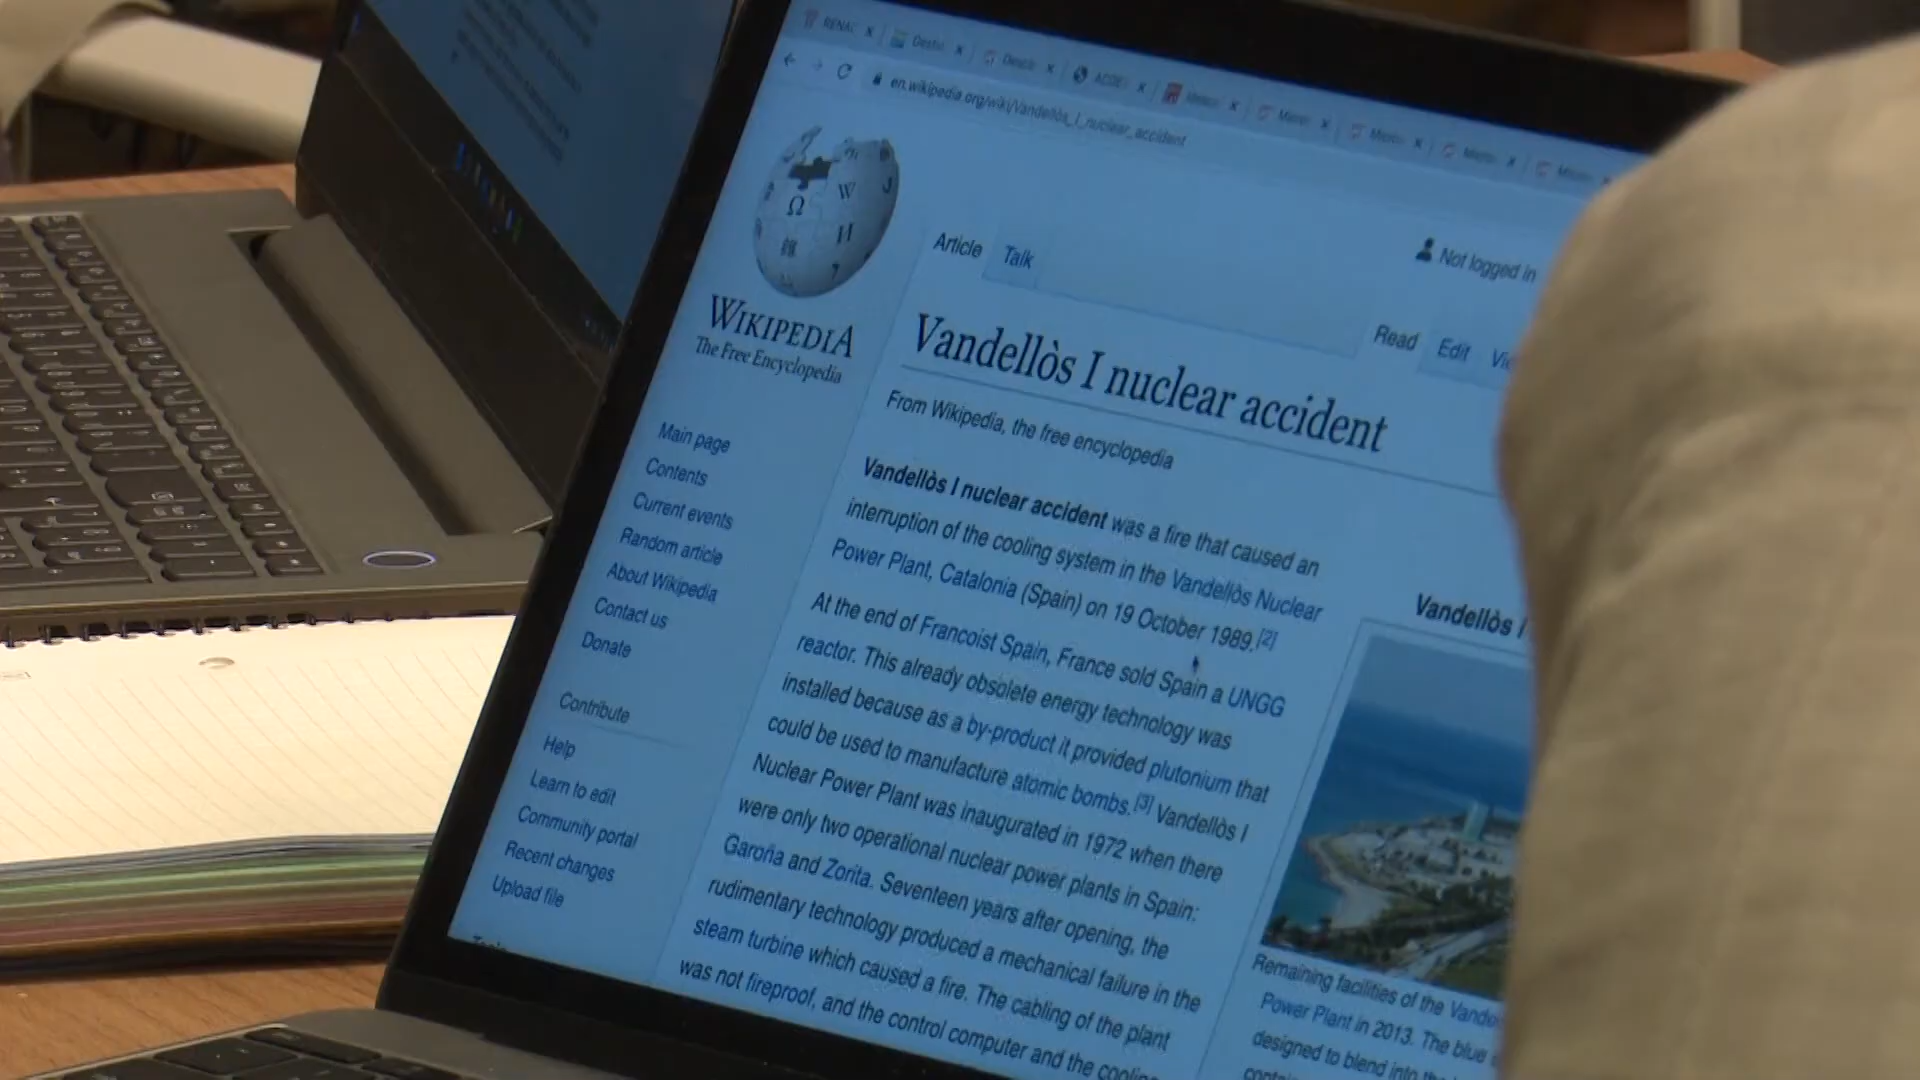 en.wikipedia.org/wiki/Vandellòs_I_nuclear_accident
WIKIPEDIA
The Free Encyclopedia
Main page
Contents
Current events
Random article
About Wikipedia
Contact us
Donate
Contribute
Help
Learn to edit
Community portal
Recent changes
Upload file
Not logged in
Article Talk
Read Edit
Vandellòs I nuclear accident
From Wikipedia, the free encyclopedia
Vandellòs I nuclear accident was a fire that caused an
interruption of the cooling system in the Vandellòs Nuclear
Power Plant, Catalonia (Spain) on 19 October 1989.[2]
At the end of Francoist Spain, France sold Spain a UNGG
reactor. This already obsolete energy technology was
installed because as a by-product it provided plutonium that
could be used to manufacture atomic bombs.[3] Vandellòs I
Nuclear Power Plant was inaugurated in 1972 when there
were only two operational nuclear power plants in Spain:
Garoña and Zorita. Seventeen years after opening, the
rudimentary technology produced a mechanical failure in the
steam turbine which caused a fire. The cabling of the plant
was not fireproof, and the control computer and the cooling
Vandellòs I
Remaining facilities of the Vande
Power Plant in 2013. The blue
designed to blend into the